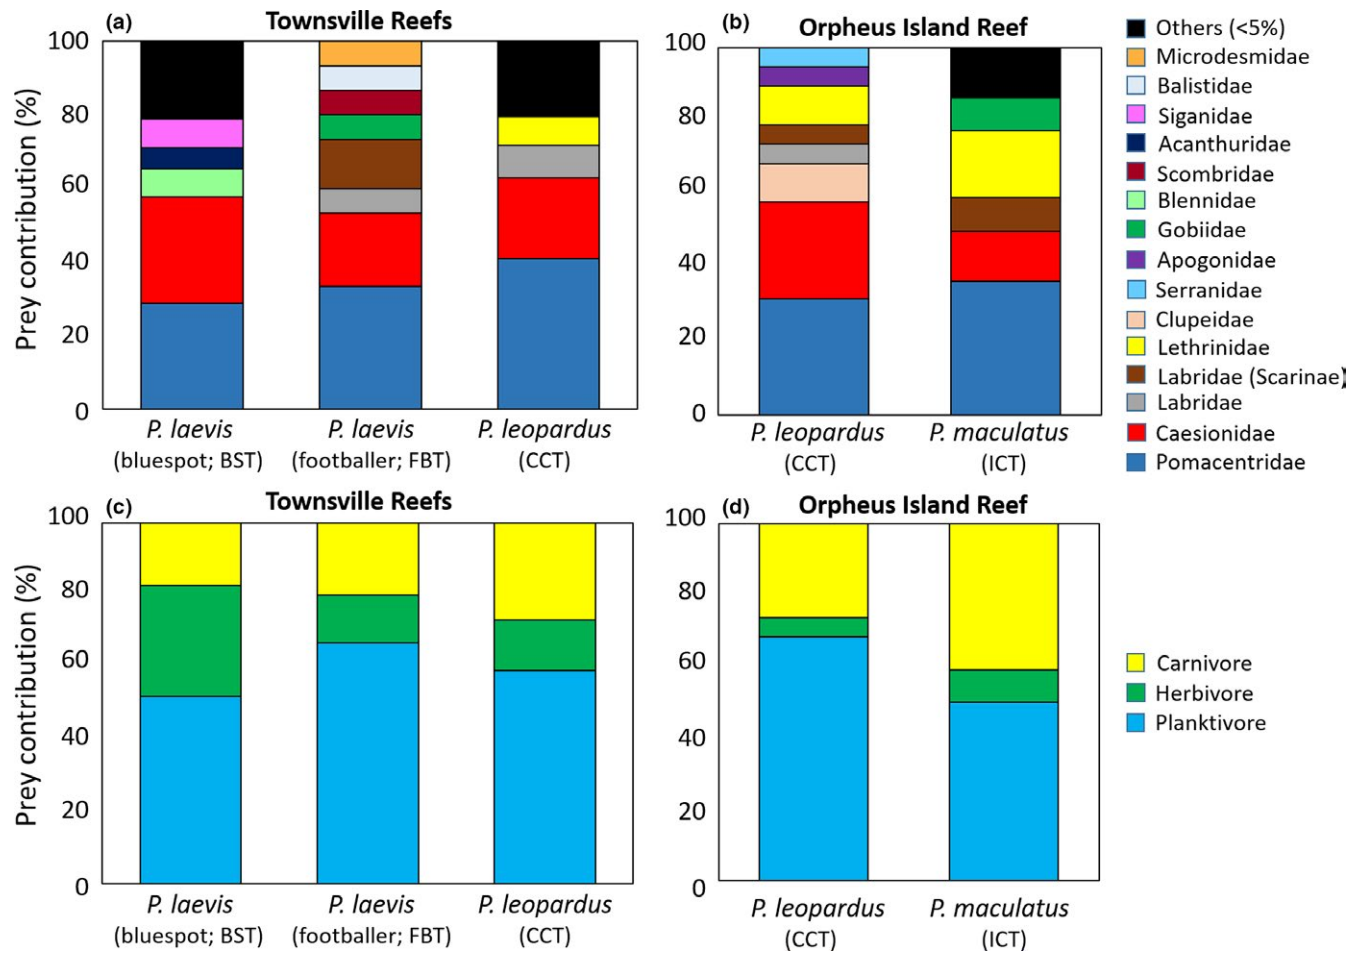 (a)
Townsville Reefs
100
80
60
40
20
0
Prey contribution (%)
P. laevis
(bluespot; BST)
P. laevis
(footballer; FBT)
P. leopardus
(CCT)
(b)
Orpheus Island Reef
100
80
60
40
20
0
P. leopardus
(CCT)
P. maculatus
(ICT)
Others (<5%)
Microdesmidae
Balistidae
Siganidae
Acanthuridae
Scombridae
Blennidae
Gobiidae
Apogonidae
Serranidae
Clupeidae
Lethrinidae
Labridae (Scarinae)
Labridae
Caesionidae
Pomacentridae
(c)
Townsville Reefs
100
80
60
40
20
0
Prey contribution (%)
P. laevis
(bluespot; BST)
P. laevis
(footballer; FBT)
P. leopardus
(CCT)
(d)
Orpheus Island Reef
100
80
60
40
20
0
P. leopardus
(CCT)
P. maculatus
(ICT)
Carnivore
Herbivore
Planktivore